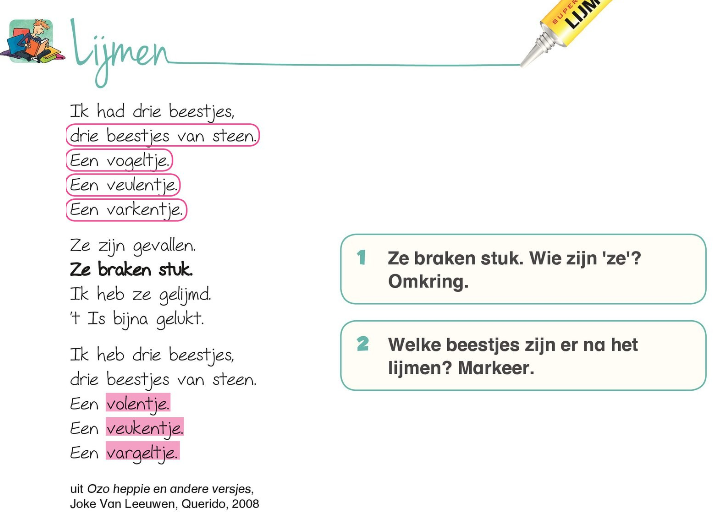 SUPER
LIJM
Lijmen
Ik had drie beestjes,
drie beestjes van steen.
Een vogeltje.
Een veulentje.
Een varkentje.
Ze zijn gevallen.
Ze braken stuk.
Ik heb ze gelijmd.
't Is bijna gelukt.
Ik heb drie beestjes,
drie beestjes van steen.
Een volentje.
Een veukentje.
Een vargeltje.
uit Ozo heppie en andere versjes,
Joke Van Leeuwen, Querido, 2008
1 Ze braken stuk. Wie zijn 'ze'?
Omkring.
2 Welke beestjes zijn er na het
lijmen? Markeer.